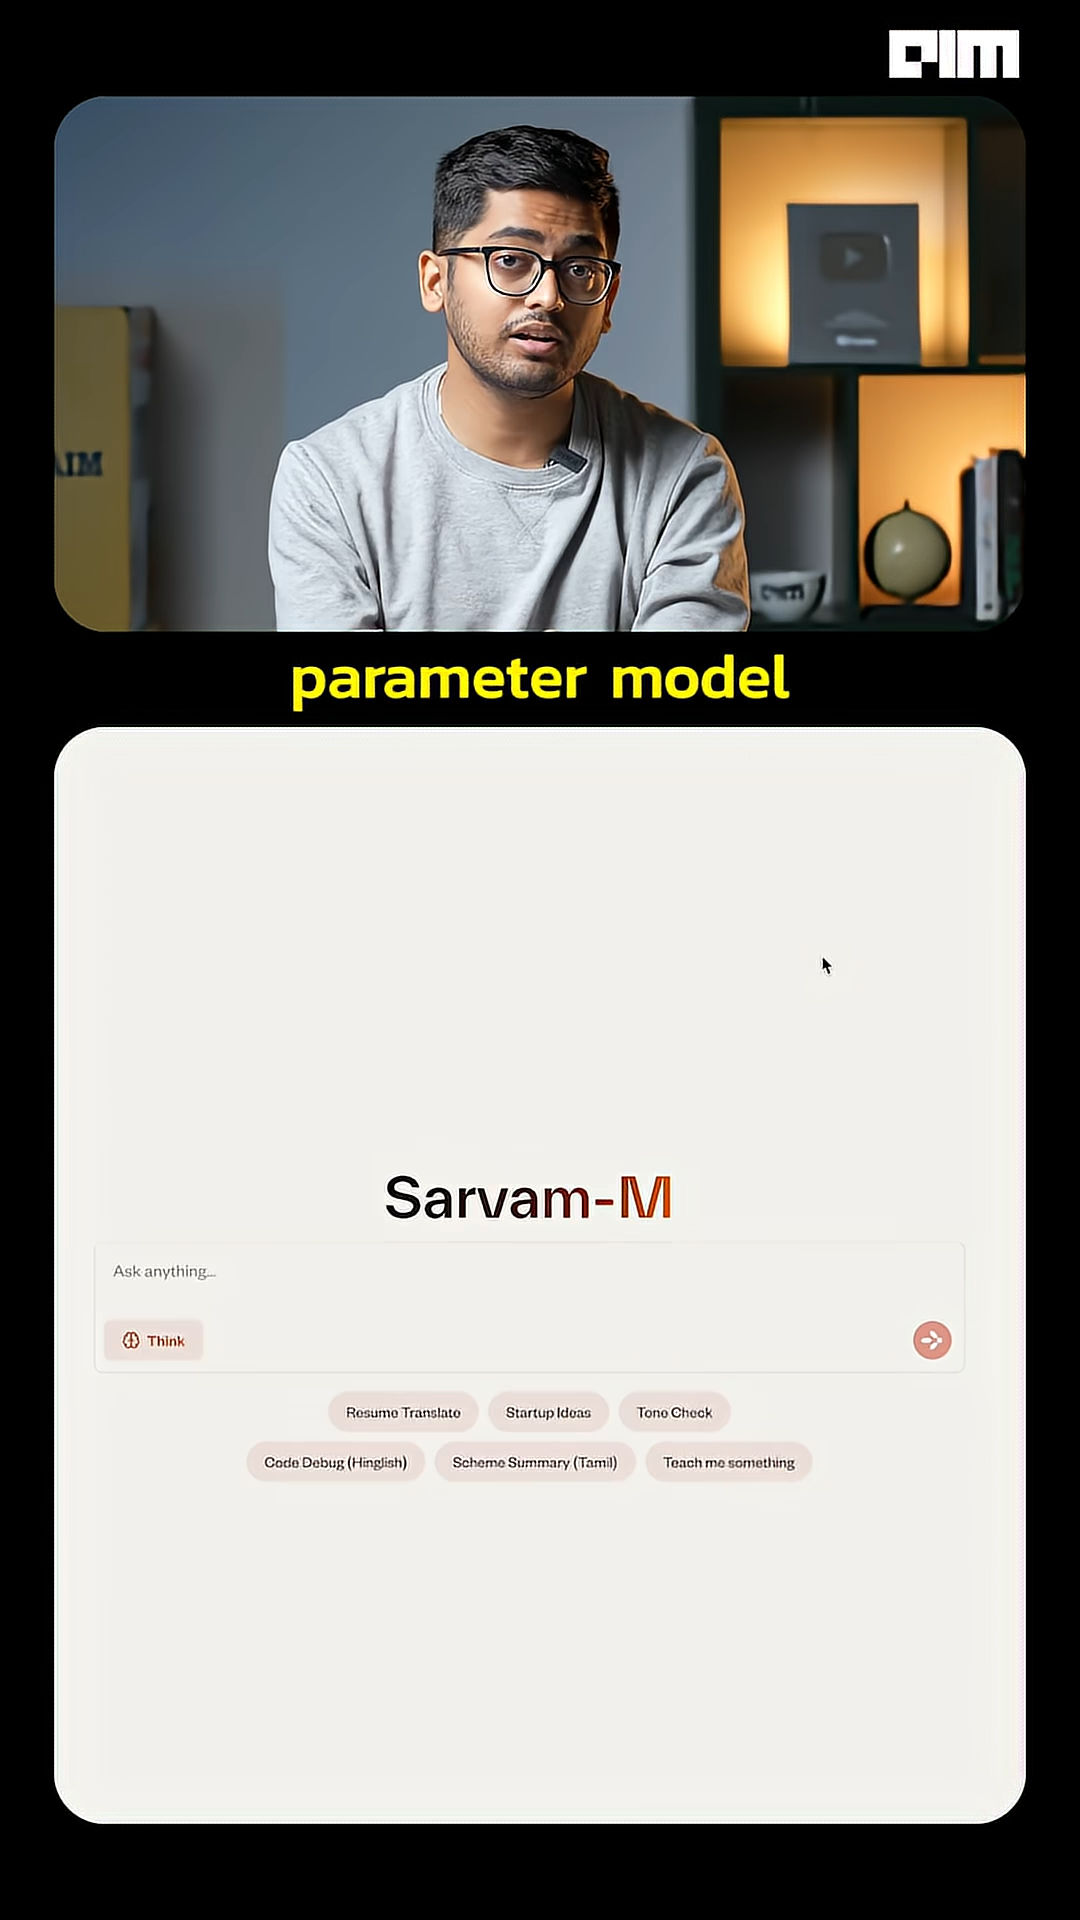 AIM
AIM
parameter model
Sarvam-M
Ask anything...
Think
Resume Translate
Startup Ideas
Tone Check
Code Debug (Hinglish)
Scheme Summary (Tamil)
Teach me something